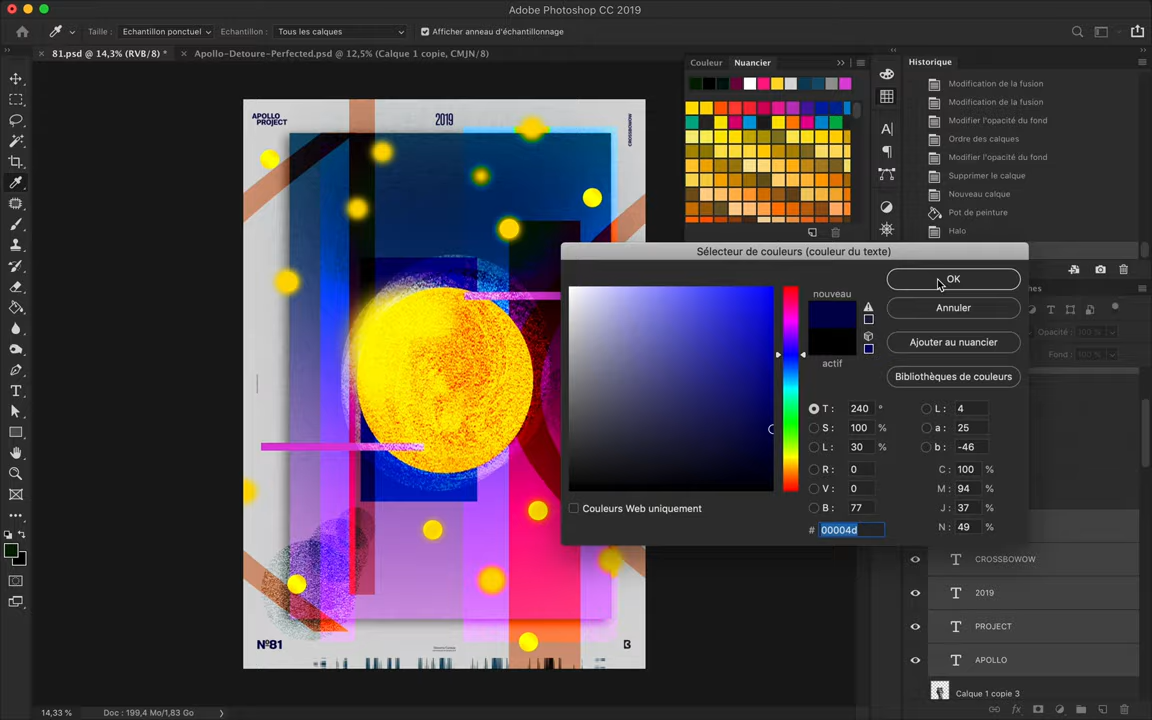 Adobe Photoshop CC 2019
Taille : Echantillon ponctuel Echantillon : Tous les calques Afficher anneau d'échantillonnage
81.psd @ 14,3% (RVB/8) * Apollo-Detoure-Perfected.psd @ 12,5% (Calque 1 copie, CMJN/8)
Couleur Nuancier
Historique
Modification de la fusion
Modification de la fusion
Modifier l'opacité du fond
Ordre des calques
Modifier l'opacité du fond
Supprimer le calque
Nouveau calque
Pot de peinture
Halo
APOLLO
PROJECT
2019
Nº81
B
Sélecteur de couleurs (couleur du texte)
nouveau
actif
OK
Annuler
Ajouter au nuancier
Bibliothèques de couleurs
T : 240 °
S : 100 %
L : 30 %
R : 0
V : 0
B : 77
# 00004d
L : 4
a : 25
b : -46
C : 100 %
M : 94 %
J : 37 %
N : 49 %
Couleurs Web uniquement
Opacité : 100 %
Fond : 100 %
CROSSBOWOW
2019
PROJECT
APOLLO
Calque 1 copie 3
14,33 % Doc : 199,4 Mo/1,83 Go